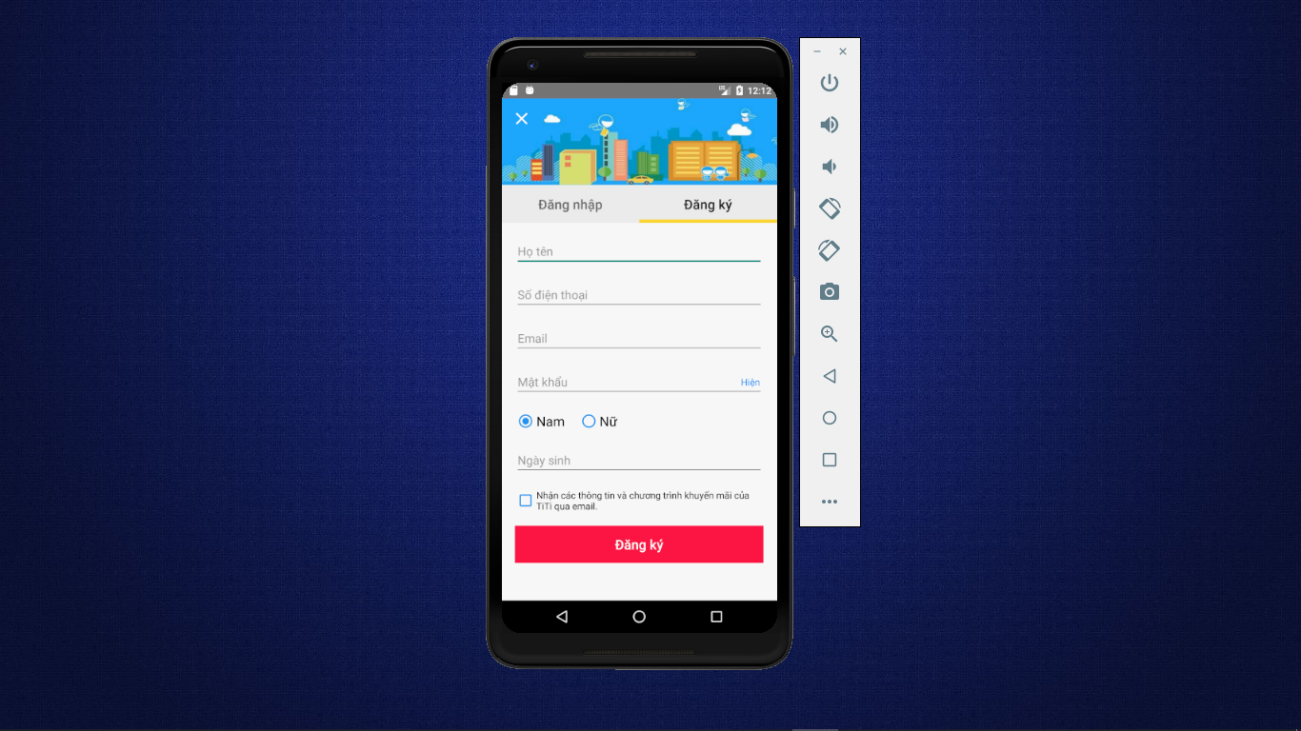 12:12
Đăng nhập
Đăng ký
Họ tên
Số điện thoại
Email
Mật khẩu
Hiện
Nam
Nữ
Ngày sinh
Nhận các thông tin và chương trình khuyến mãi của
TiTi qua email.
Đăng ký